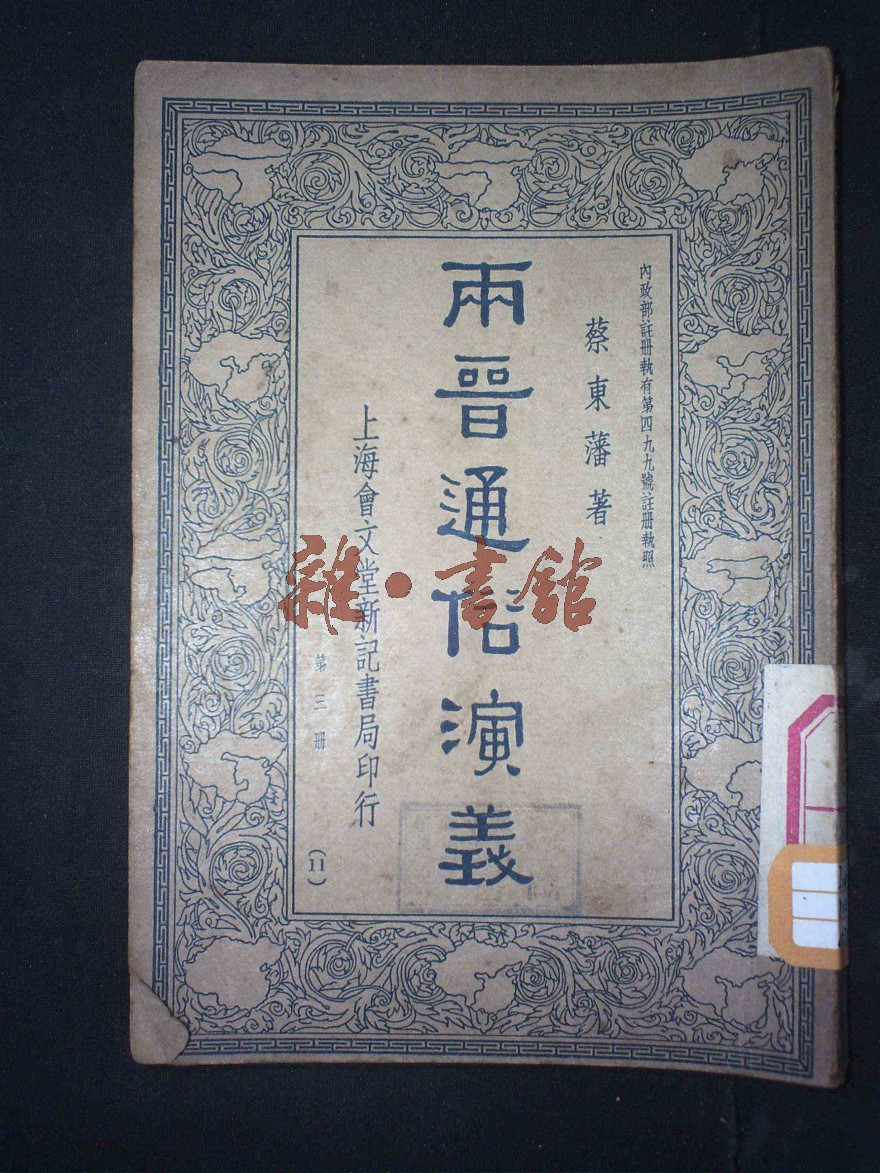 內政部註册執有第四九九號註册執照
蔡東藩著
兩晉通俗演義
上海會文堂新記書局印行
第三册
(11)
雜·書館